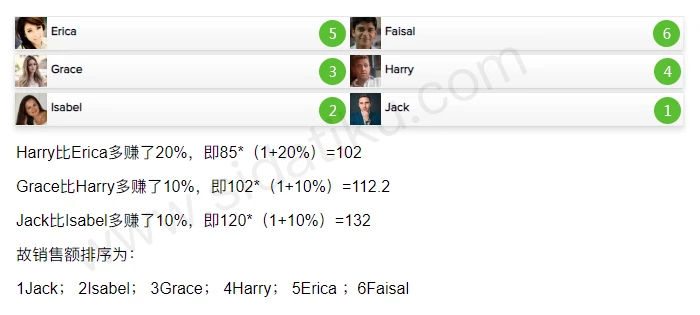 Erica 5 Faisal 6
Grace 3 Harry 4
Isabel 2 Jack 1
Harry比Erica多赚了20%，即85*（1+20%）=102
Grace比Harry多赚了10%，即102*（1+10%）=112.2
Jack比Isabel多赚了10%，即120*（1+10%）=132
故销售额排序为：
1Jack； 2Isabel； 3Grace； 4Harry； 5Erica ；6Faisal
www.sidatiku.com